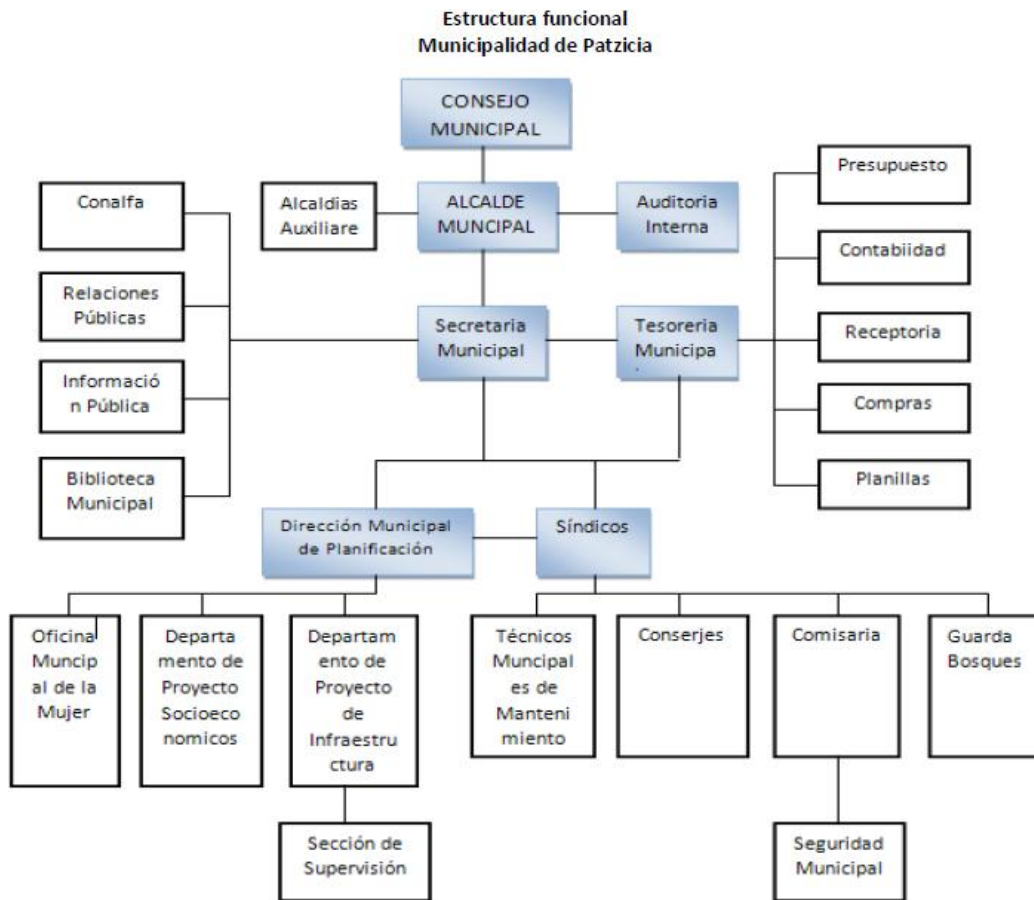 Estructura funcional
Municipalidad de Patzicia
CONSEJO
MUNICIPAL
Conalfa
Alcaldias
Auxiliare
ALCALDE
MUNCIPAL
Auditoria
Interna
Presupuesto
Contabiidad
Relaciones
Públicas
Secretaria
Municipal
Tesoreria
Municipa
.
Receptoria
Informació
n Pública
Compras
Biblioteca
Municipal
Planillas
Dirección Municipal
de Planificación
Síndicos
Oficina
Muncip
al de la
Mujer
Departa
mento de
Proyecto
Socioeco
nomicos
Departam
ento de
Proyecto
de
Infraestru
ctura
Técnicos
Muncipal
es de
Manteni
miento
Conserjes
Comisaria
Guarda
Bosques
Sección de
Supervisión
Seguridad
Municipal